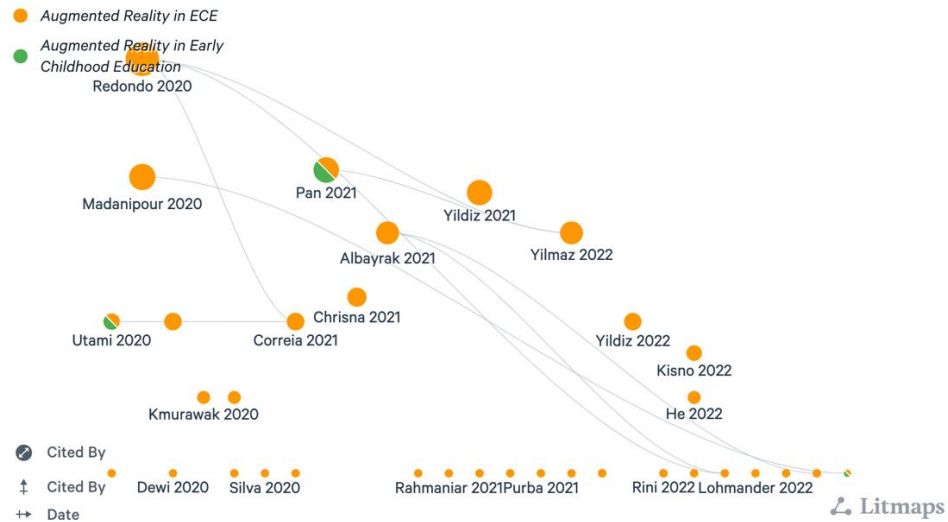 Augmented Reality in ECE
Augmented Reality in Early
Childhood Education
Redondo 2020
Madanipour 2020
Pan 2021
Yildiz 2021
Albayrak 2021
Yilmaz 2022
Chrisna 2021
Utami 2020
Correia 2021
Yildiz 2022
Kisno 2022
Kmurawak 2020
He 2022
Cited By
Cited By
Dewi 2020
Silva 2020
Rahmaniar 2021
Purba 2021
Rini 2022
Lohmander 2022
Date
Litmaps